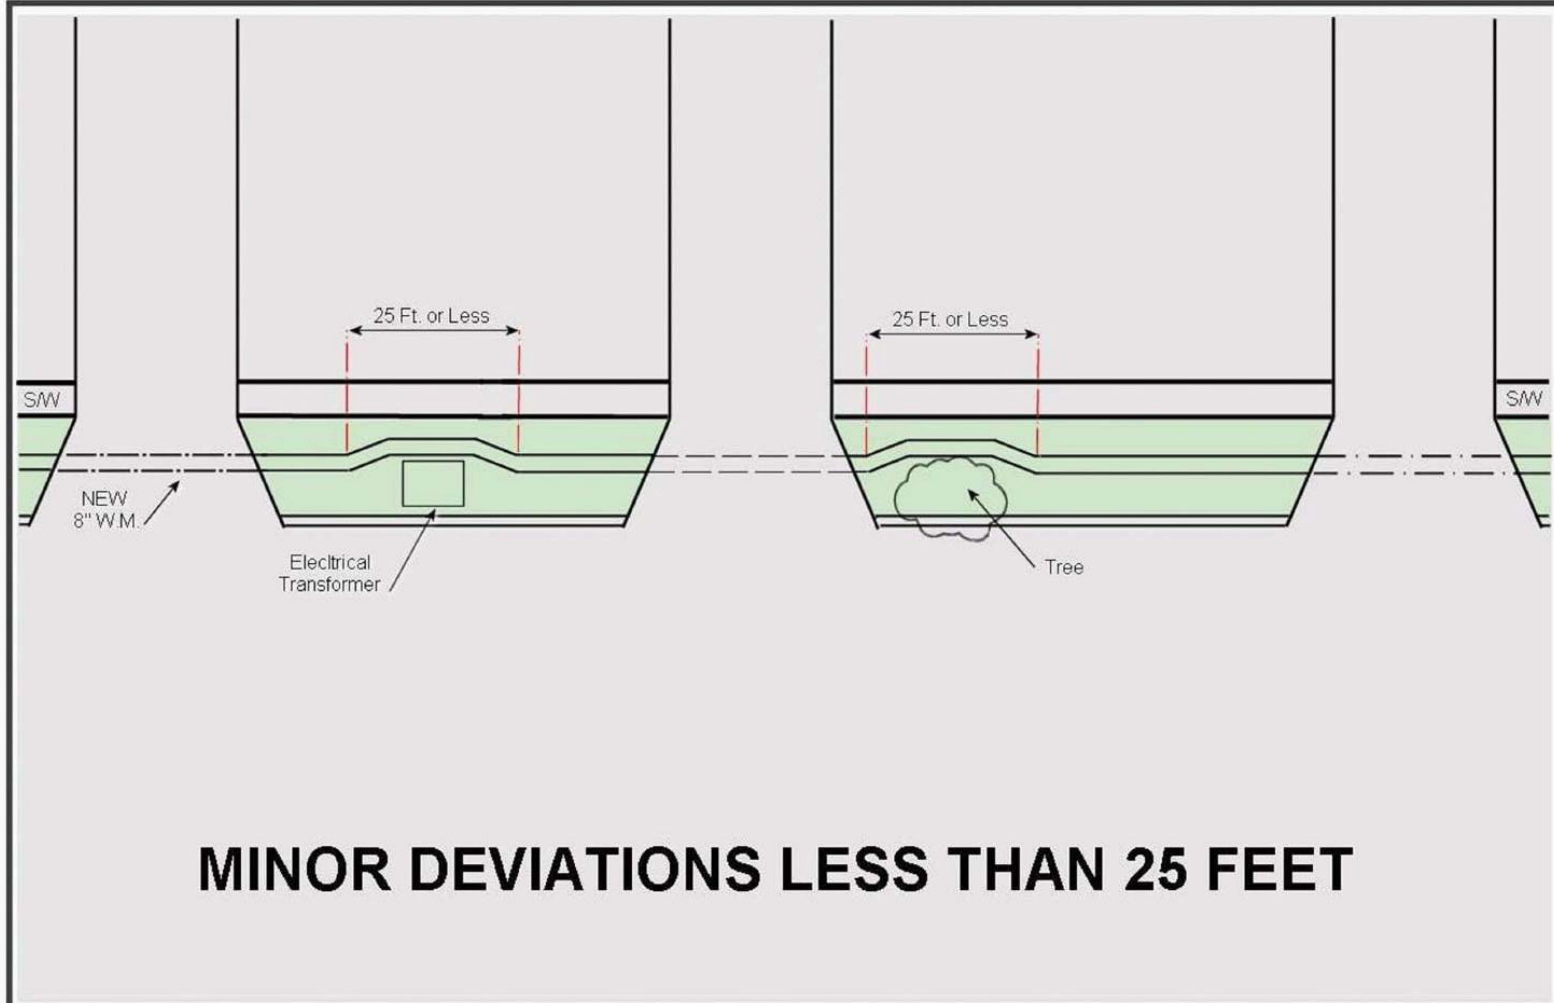 25 Ft. or Less
25 Ft. or Less
S/W
S/W
NEW
8" W.M.
Elecltrical
Transformer
Tree
MINOR DEVIATIONS LESS THAN 25 FEET